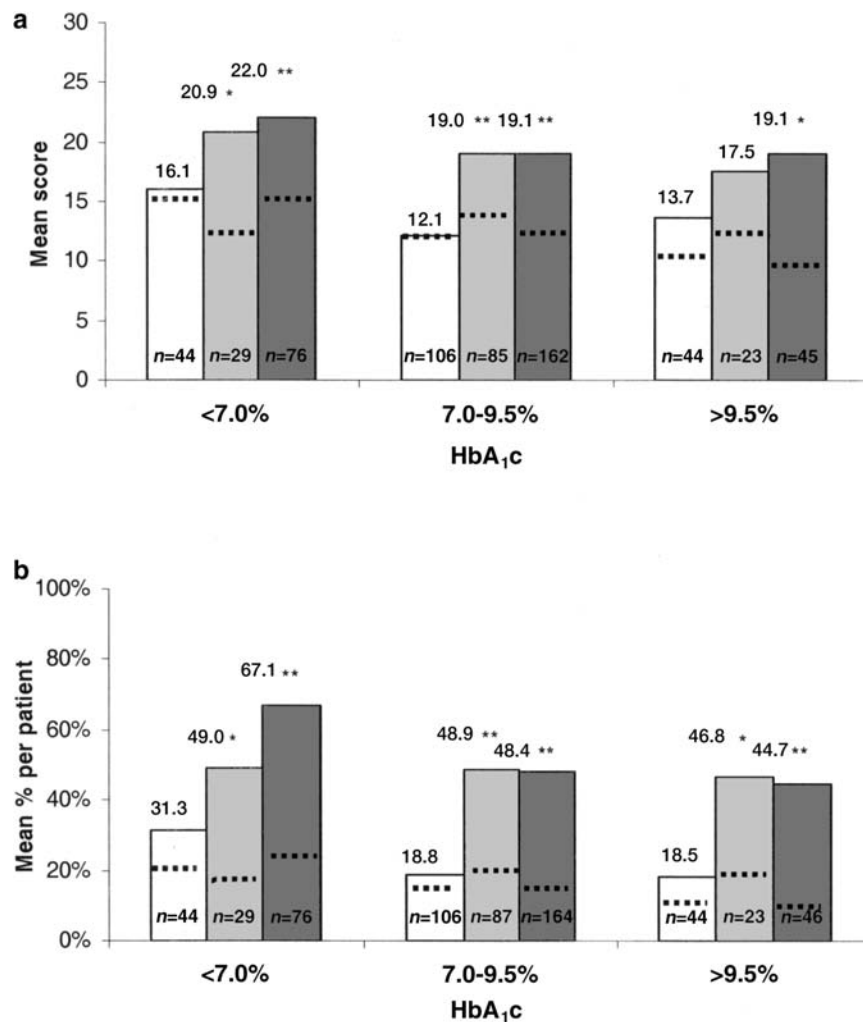 a
30
25
20
15
10
5
0
Mean score
16.1
20.9 *
22.0 **
12.1
19.0 ** 19.1 **
13.7
17.5
19.1 *
n=44 n=29 n=76
n=106 n=85 n=162
n=44 n=23 n=45
<7.0% 7.0-9.5% >9.5%
HbA₁c
b
100%
80%
60%
40%
20%
0%
Mean % per patient
31.3
49.0 *
67.1 **
18.8
48.9 **
48.4 **
18.5
46.8 *
44.7 **
n=44 n=29 n=76
n=106 n=87 n=164
n=44 n=23 n=46
<7.0% 7.0-9.5% >9.5%
HbA₁c